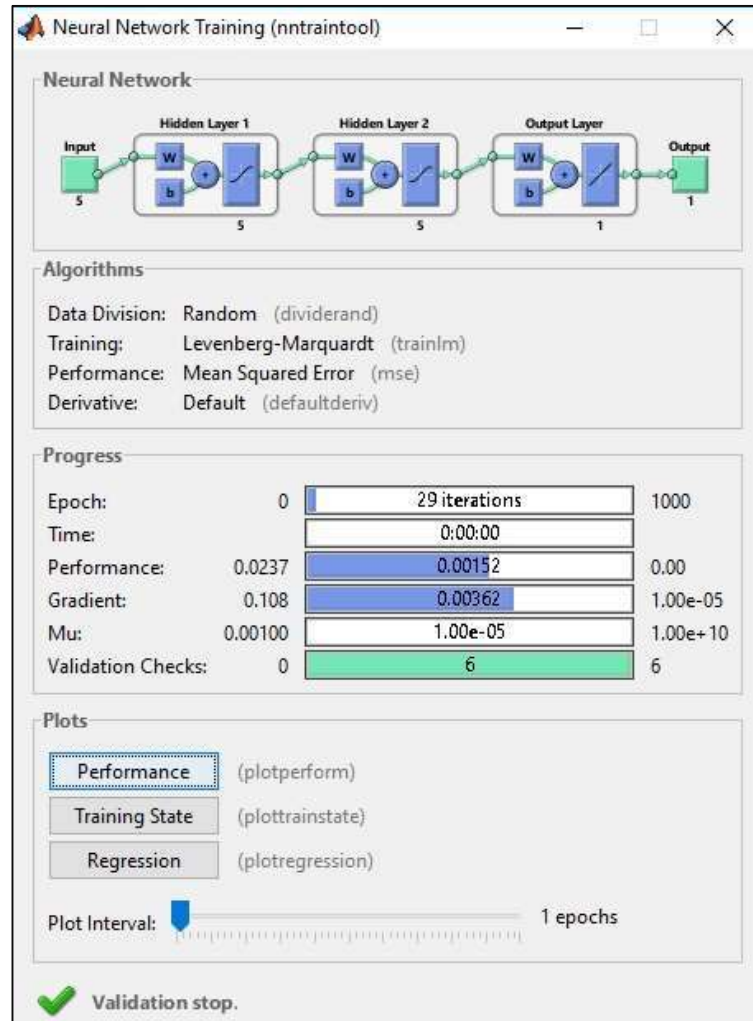 Neural Network Training (nntraintool)
Neural Network
Hidden Layer 1 Hidden Layer 2 Output Layer
Input Output
W W W
+ + +
b b b
5 5 5 1 1
Algorithms
Data Division: Random (dividerand)
Training: Levenberg-Marquardt (trainlm)
Performance: Mean Squared Error (mse)
Derivative: Default (defaultderiv)
Progress
Epoch: 0 29 iterations 1000
Time: 0:00:00
Performance: 0.0237 0.00152 0.00
Gradient: 0.108 0.00362 1.00e-05
Mu: 0.00100 1.00e-05 1.00e+10
Validation Checks: 0 6 6
Plots
Performance (plotperform)
Training State (plottrainstate)
Regression (plotregression)
Plot Interval: 1 epochs
Validation stop.